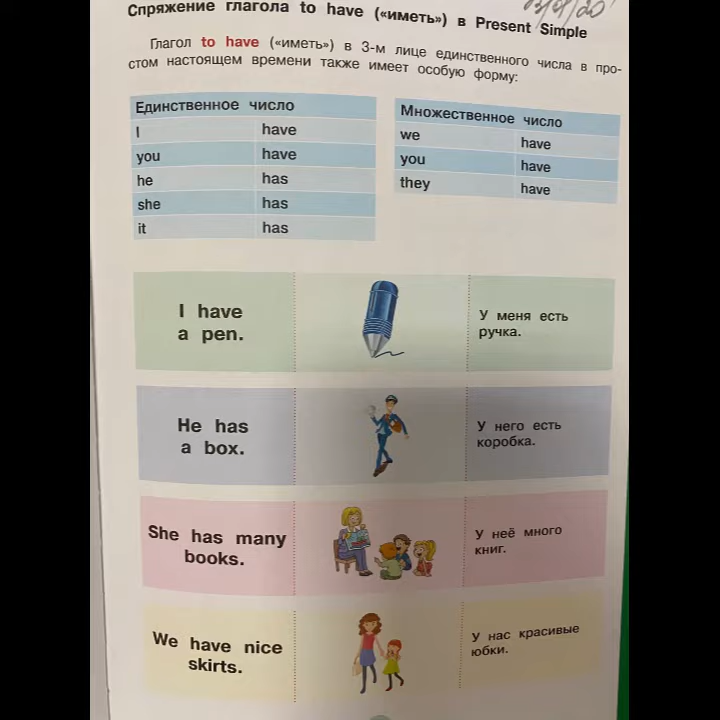 Спряжение глагола to have («иметь») в Present Simple
Глагол to have («иметь») в 3-м лице единственного числа в про-
стом настоящем времени также имеет особую форму:
Единственное число
I have
you have
he has
she has
it has
Множественное число
we have
you have
they have
I have
a pen.
У меня есть
ручка.
He has
a box.
У него есть
коробка.
She has many
books.
У неё много
книг.
We have nice
skirts.
У нас красивые
юбки.